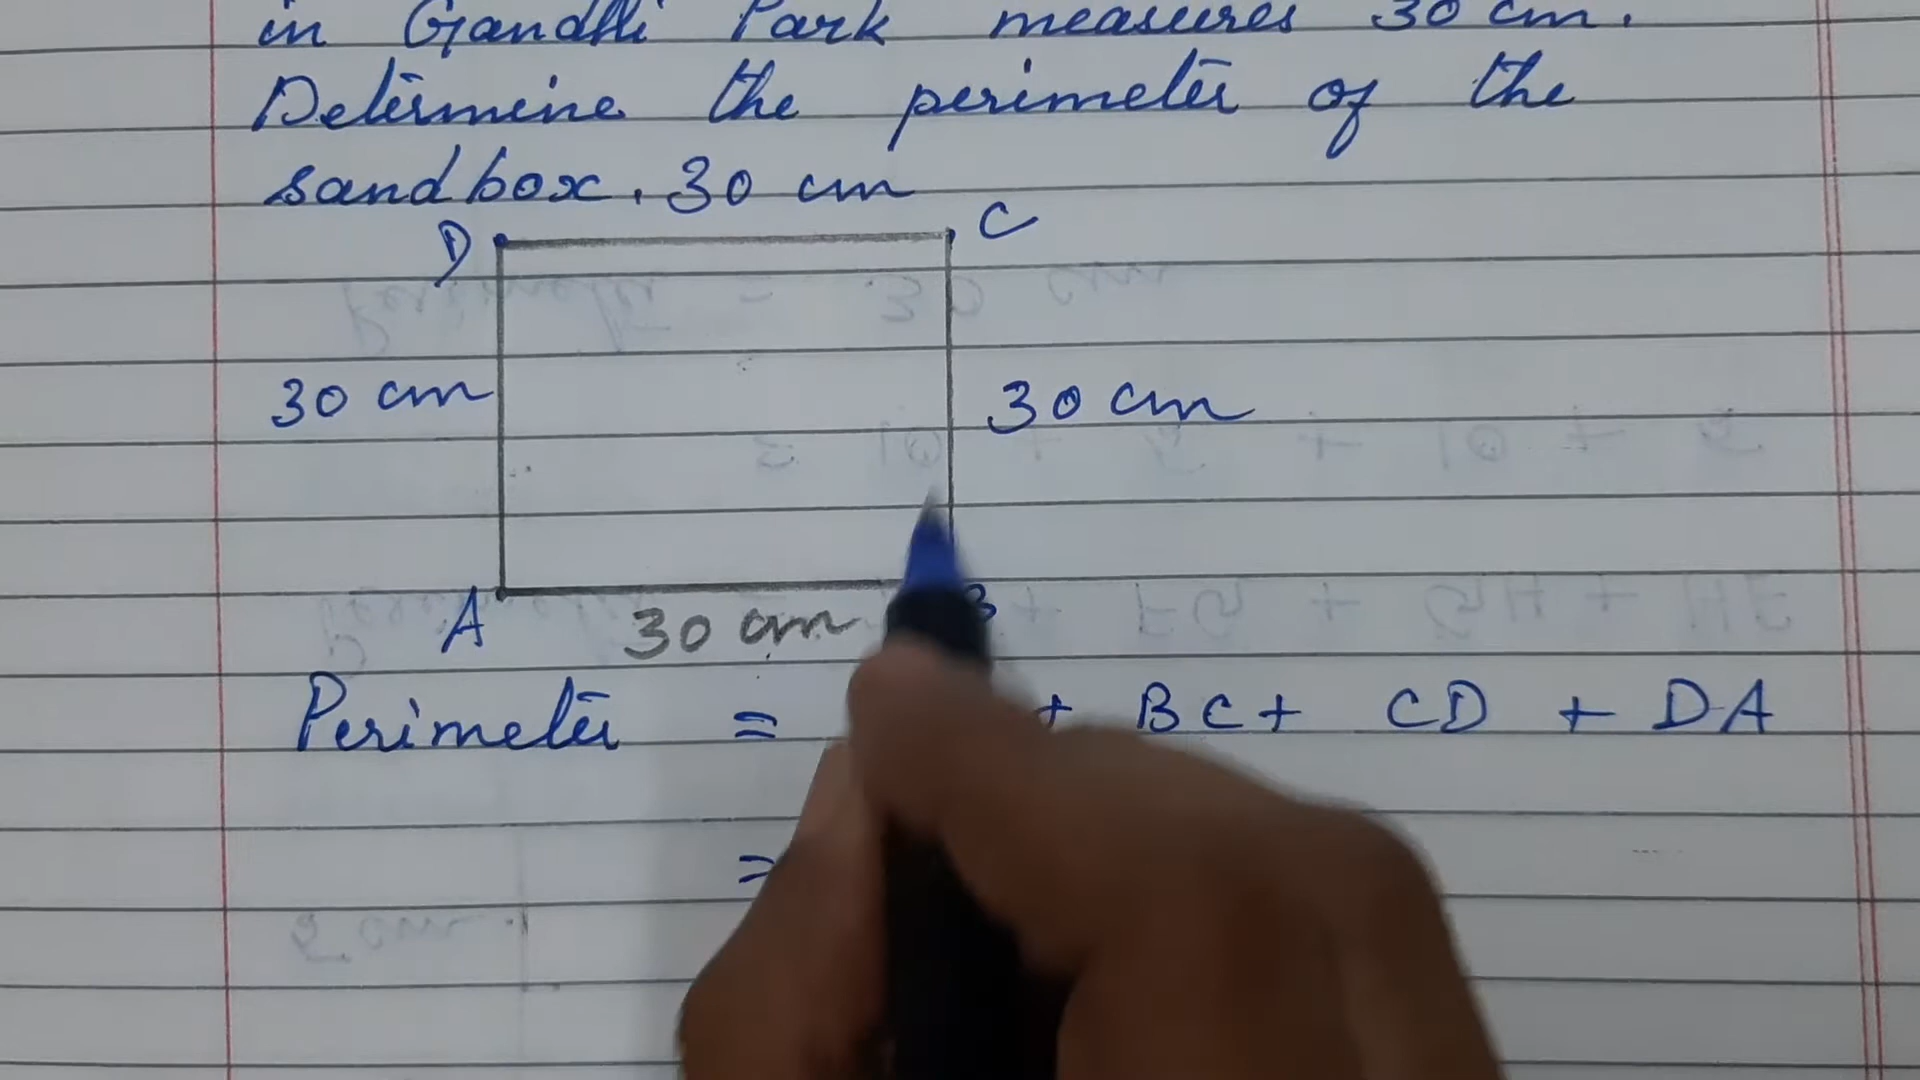 in Gandhi Park measures 30 cm.
Determine the perimeter of the
sandbox. 30 cm
D C
30 cm 30 cm
A 30 cm B
Perimeter = + BC + CD + DA
=